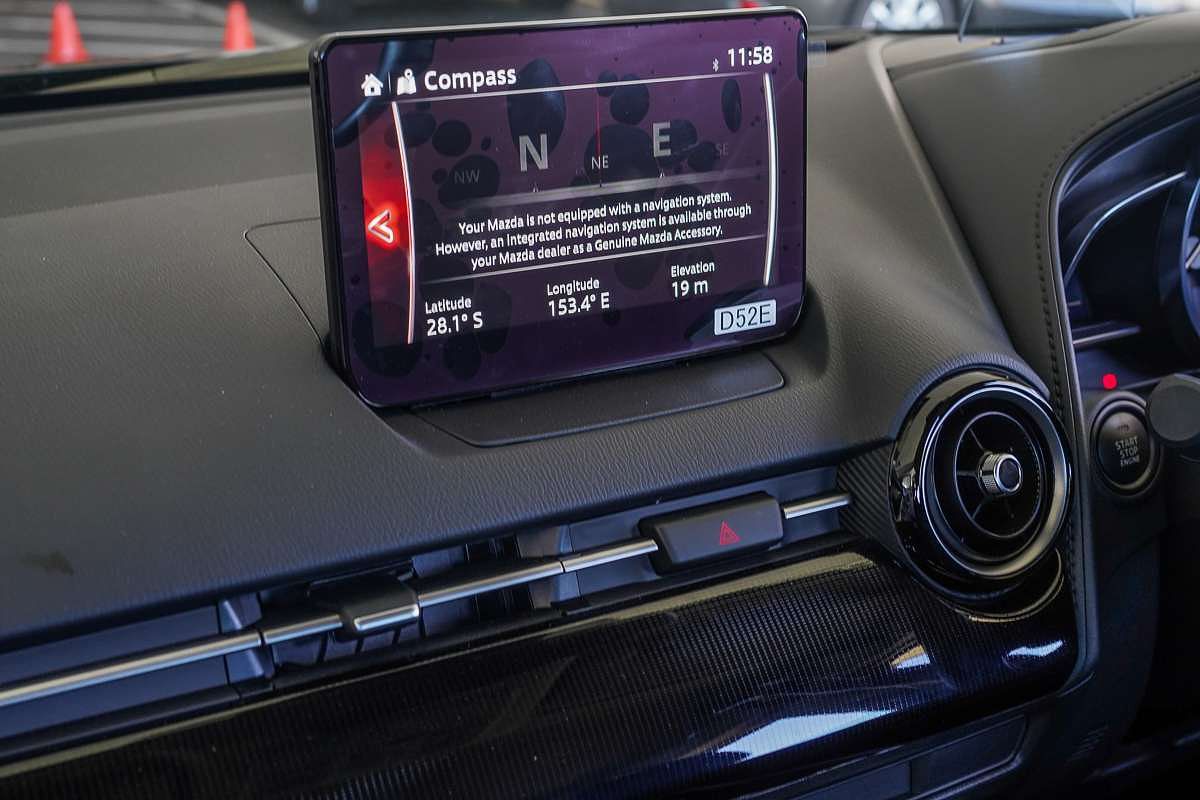 Compass
11:58
NW N NE E SE
Your Mazda is not equipped with a navigation system.
However, an integrated navigation system is available through
your Mazda dealer as a Genuine Mazda Accessory.
Latitude
28.1° S
Longitude
153.4° E
Elevation
19 m
D52E
START
STOP
ENGINE